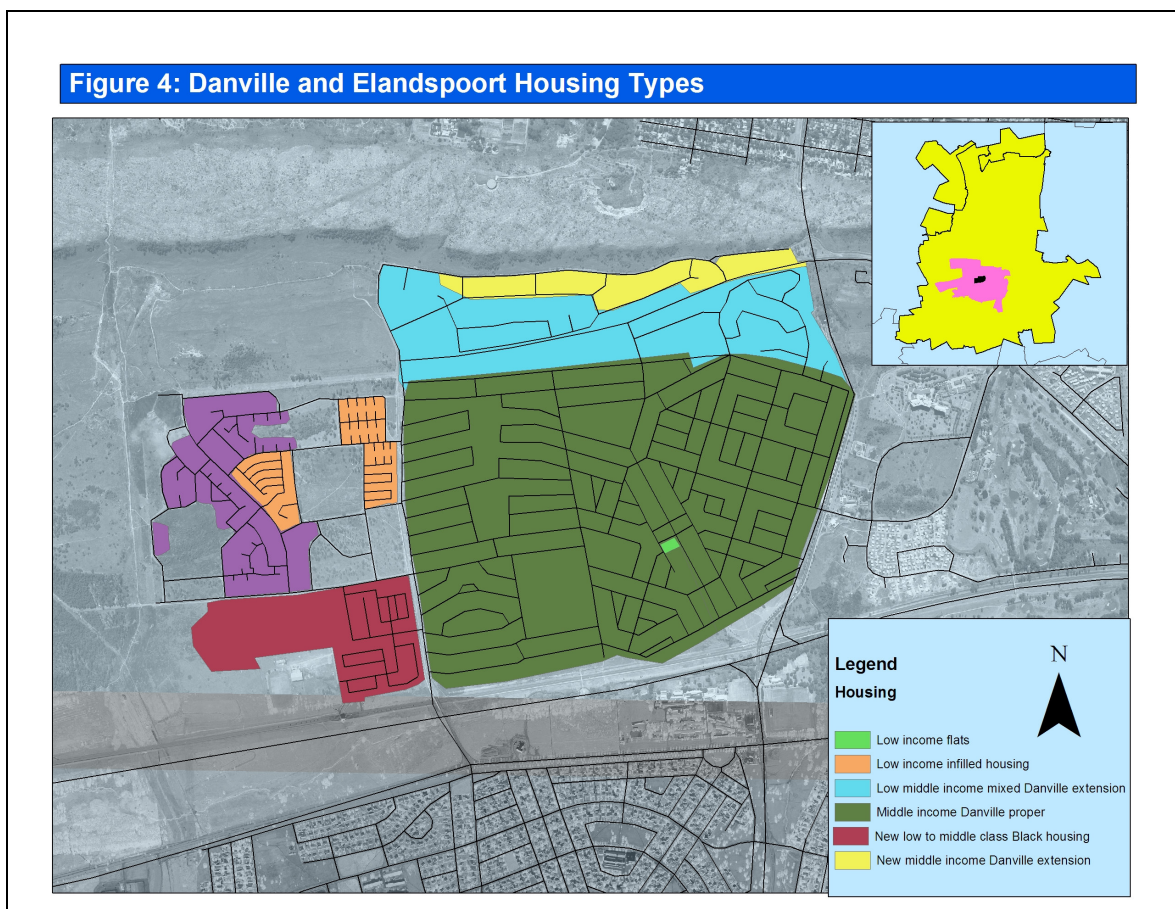 Figure 4: Danville and Elandspoort Housing Types
Legend
Housing
N
Low income flats
Low income infilled housing
Low middle income mixed Danville extension
Middle income Danville proper
New low to middle class Black housing
New middle income Danville extension